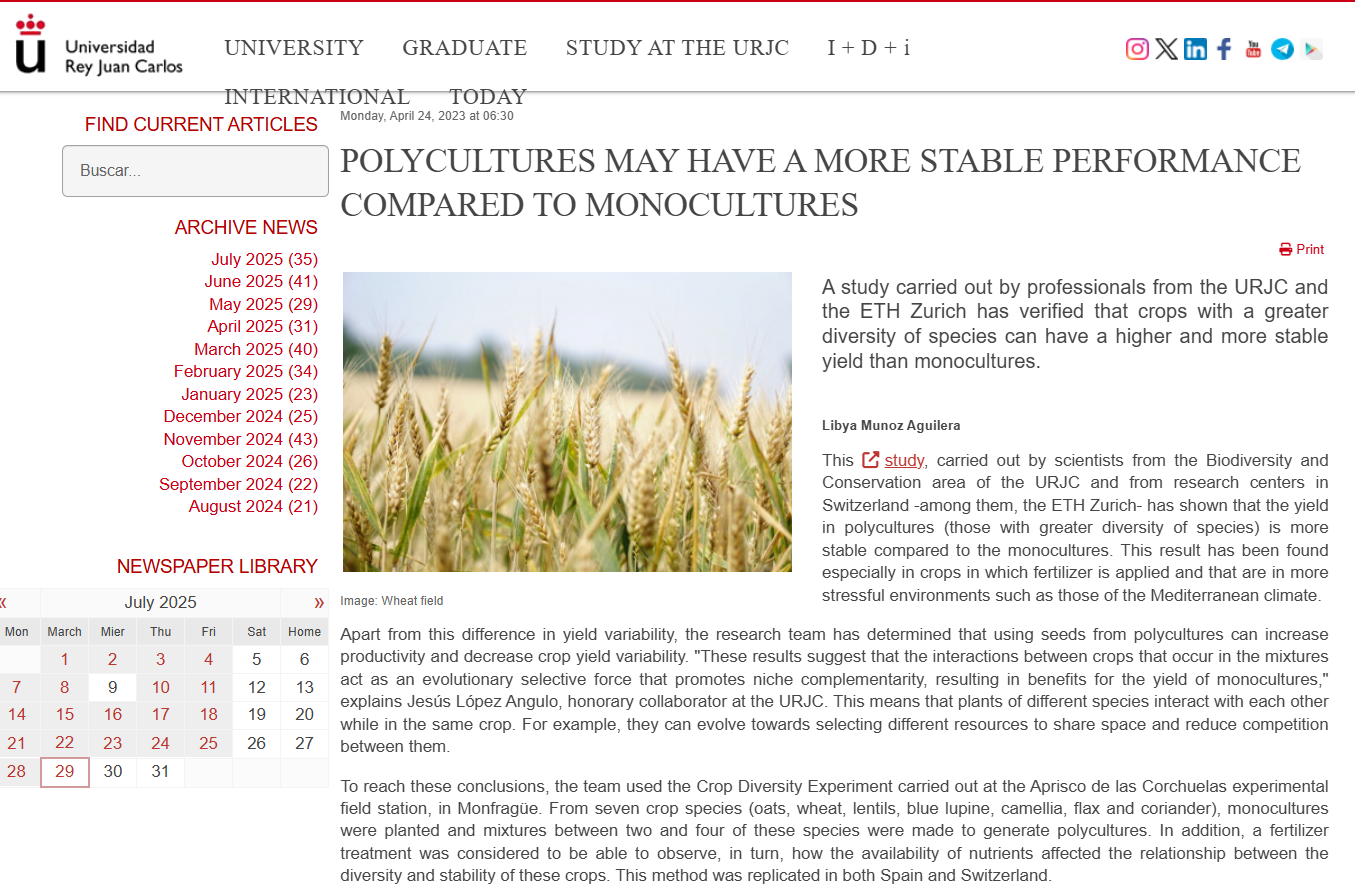 Universidad
Rey Juan Carlos
UNIVERSITY GRADUATE STUDY AT THE URJC I + D + i
INTERNATIONAL TODAY
FIND CURRENT ARTICLES
Buscar...
ARCHIVE NEWS
July 2025 (35)
June 2025 (41)
May 2025 (29)
April 2025 (31)
March 2025 (40)
February 2025 (34)
January 2025 (23)
December 2024 (25)
November 2024 (43)
October 2024 (26)
September 2024 (22)
August 2024 (21)
NEWSPAPER LIBRARY
« July 2025 »
Mon March Mier Thu Fri Sat Home
1 2 3 4 5 6
7 8 9 10 11 12 13
14 15 16 17 18 19 20
21 22 23 24 25 26 27
28 29 30 31
Monday, April 24, 2023 at 06:30
POLYCULTURES MAY HAVE A MORE STABLE PERFORMANCE
COMPARED TO MONOCULTURES
Print
A study carried out by professionals from the URJC and
the ETH Zurich has verified that crops with a greater
diversity of species can have a higher and more stable
yield than monocultures.
Libya Munoz Aguilera
This study, carried out by scientists from the Biodiversity and
Conservation area of the URJC and from research centers in
Switzerland -among them, the ETH Zurich- has shown that the yield
in polycultures (those with greater diversity of species) is more
stable compared to the monocultures. This result has been found
especially in crops in which fertilizer is applied and that are in more
stressful environments such as those of the Mediterranean climate.
Image: Wheat field
Apart from this difference in yield variability, the research team has determined that using seeds from polycultures can increase
productivity and decrease crop yield variability. "These results suggest that the interactions between crops that occur in the mixtures
act as an evolutionary selective force that promotes niche complementarity, resulting in benefits for the yield of monocultures,"
explains Jesús López Angulo, honorary collaborator at the URJC. This means that plants of different species interact with each other
while in the same crop. For example, they can evolve towards selecting different resources to share space and reduce competition
between them.
To reach these conclusions, the team used the Crop Diversity Experiment carried out at the Aprisco de las Corchuelas experimental
field station, in Monfragüe. From seven crop species (oats, wheat, lentils, blue lupine, camellia, flax and coriander), monocultures
were planted and mixtures between two and four of these species were made to generate polycultures. In addition, a fertilizer
treatment was considered to be able to observe, in turn, how the availability of nutrients affected the relationship between the
diversity and stability of these crops. This method was replicated in both Spain and Switzerland.